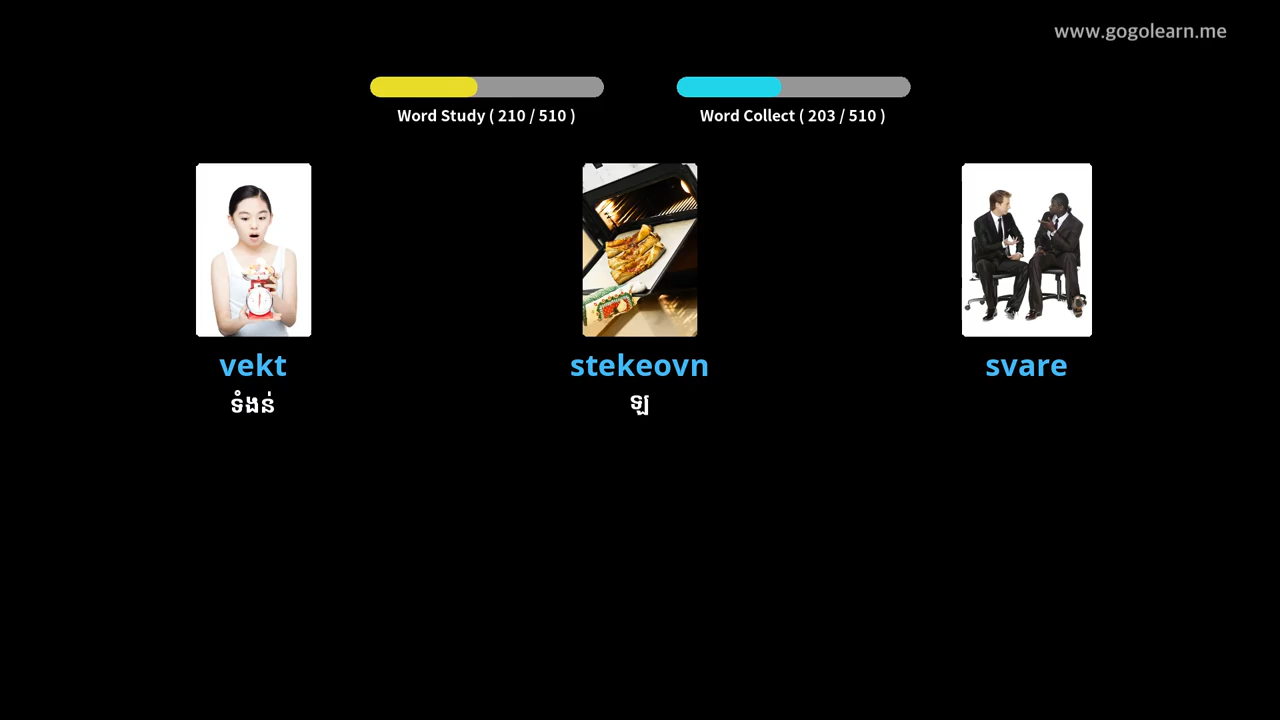 www.gogolearn.me
Word Study ( 210 / 510 )
Word Collect ( 203 / 510 )
vekt
ទំងន់
stekeovn
ឡ
svare